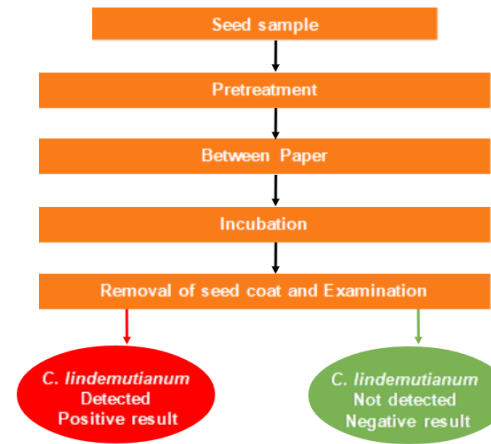 Seed sample
Pretreatment
Between Paper
Incubation
Removal of seed coat and Examination
C. lindemutianum
Detected
Positive result
C. lindemutianum
Not detected
Negative result